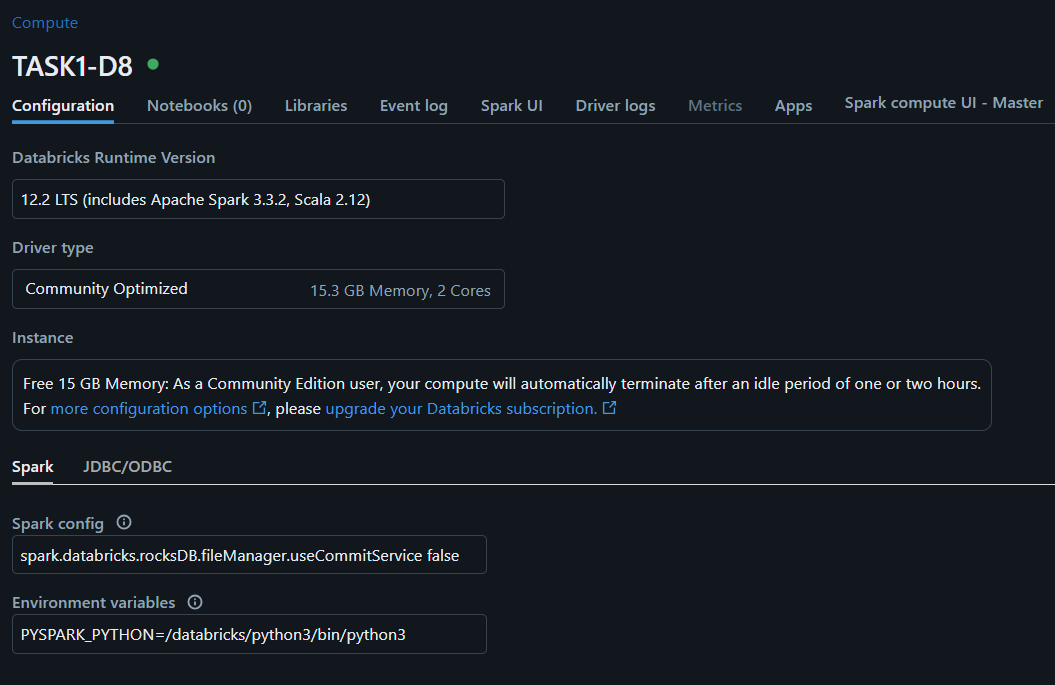 Compute
TASK1-D8
Configuration Notebooks (0) Libraries Event log Spark UI Driver logs Metrics Apps Spark compute UI - Master
Databricks Runtime Version
12.2 LTS (includes Apache Spark 3.3.2, Scala 2.12)
Driver type
Community Optimized 15.3 GB Memory, 2 Cores
Instance
Free 15 GB Memory: As a Community Edition user, your compute will automatically terminate after an idle period of one or two hours.
For more configuration options, please upgrade your Databricks subscription.
Spark JDBC/ODBC
Spark config
spark.databricks.rocksDB.fileManager.useCommitService false
Environment variables
PYSPARK_PYTHON=/databricks/python3/bin/python3